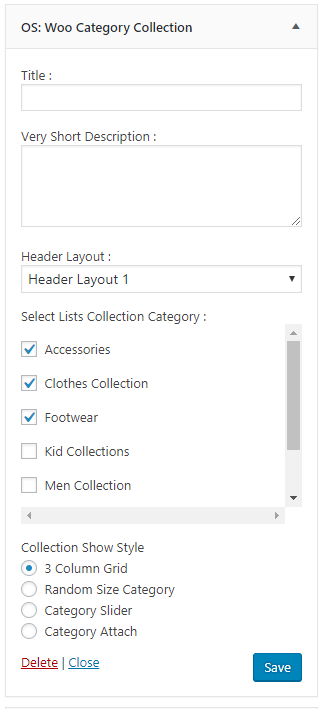 OS: Woo Category Collection
Title :
Very Short Description :
Header Layout :
Header Layout 1
Select Lists Collection Category :
Accessories
Clothes Collection
Footwear
Kid Collections
Men Collection
Collection Show Style
3 Column Grid
Random Size Category
Category Slider
Category Attach
Delete | Close
Save